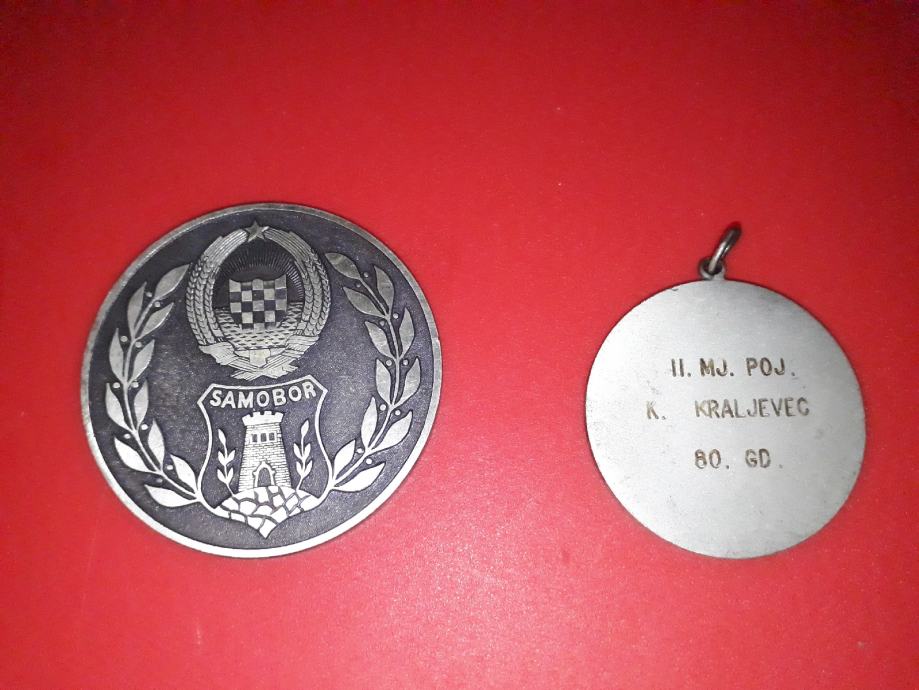 SAMOBOR
II. MJ. POJ.
K. KRALJEVEC
80. GD.